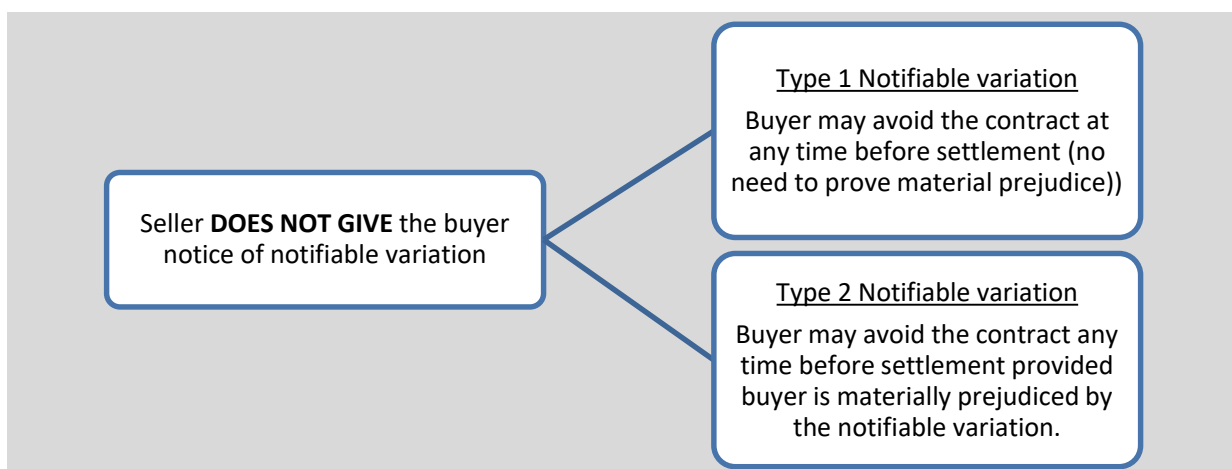 Seller DOES NOT GIVE the buyer
notice of notifiable variation
Type 1 Notifiable variation
Buyer may avoid the contract at
any time before settlement (no
need to prove material prejudice))
Type 2 Notifiable variation
Buyer may avoid the contract any
time before settlement provided
buyer is materially prejudiced by
the notifiable variation.